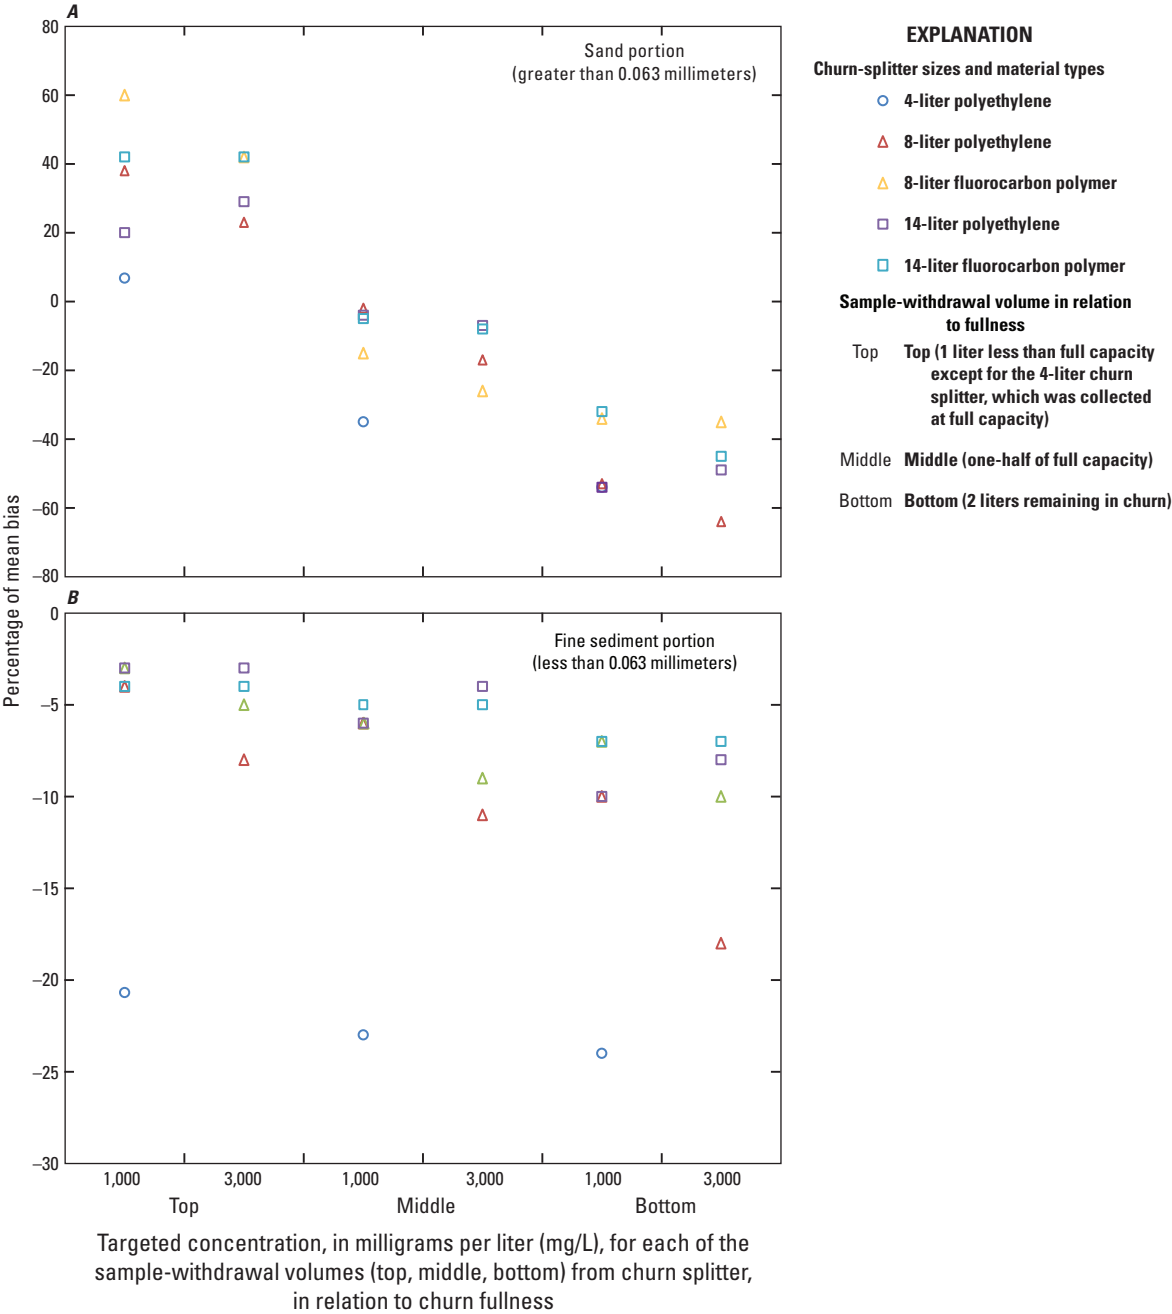 A
80
60
40
20
0
−20
−40
−60
−80
Sand portion
(greater than 0.063 millimeters)
Percentage of mean bias
B
0
−5
−10
−15
−20
−25
−30
Fine sediment portion
(less than 0.063 millimeters)
1,000 3,000 1,000 3,000 1,000 3,000
Top Middle Bottom
Targeted concentration, in milligrams per liter (mg/L), for each of the
sample-withdrawal volumes (top, middle, bottom) from churn splitter,
in relation to churn fullness
EXPLANATION
Churn-splitter sizes and material types
4-liter polyethylene
8-liter polyethylene
8-liter fluorocarbon polymer
14-liter polyethylene
14-liter fluorocarbon polymer
Sample-withdrawal volume in relation
to fullness
Top Top (1 liter less than full capacity
except for the 4-liter churn
splitter, which was collected
at full capacity)
Middle Middle (one-half of full capacity)
Bottom Bottom (2 liters remaining in churn)